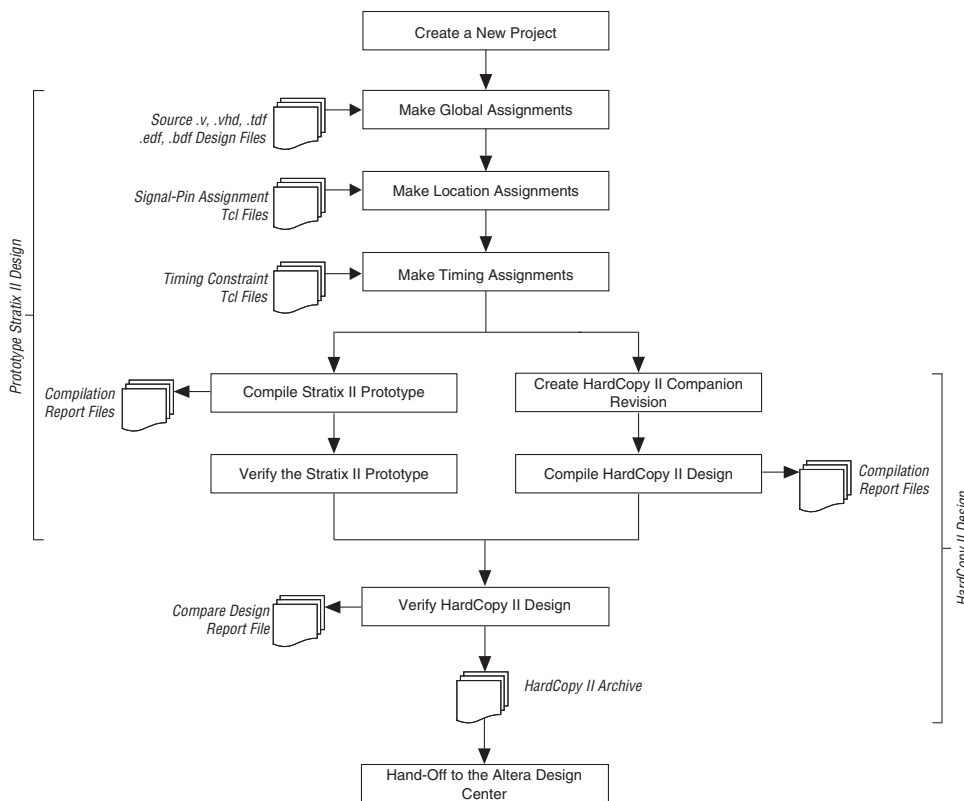 Create a New Project
Make Global Assignments
Source .v, .vhd, .tdf
.edf, .bdf Design Files
Make Location Assignments
Signal-Pin Assignment
Tcl Files
Make Timing Assignments
Timing Constraint
Tcl Files
Prototype Stratix II Design
Compile Stratix II Prototype
Compilation
Report Files
Create HardCopy II Companion
Revision
Verify the Stratix II Prototype
Compile HardCopy II Design
Compilation
Report Files
HardCopy II Design
Verify HardCopy II Design
Compare Design
Report File
HardCopy II Archive
Hand-Off to the Altera Design
Center